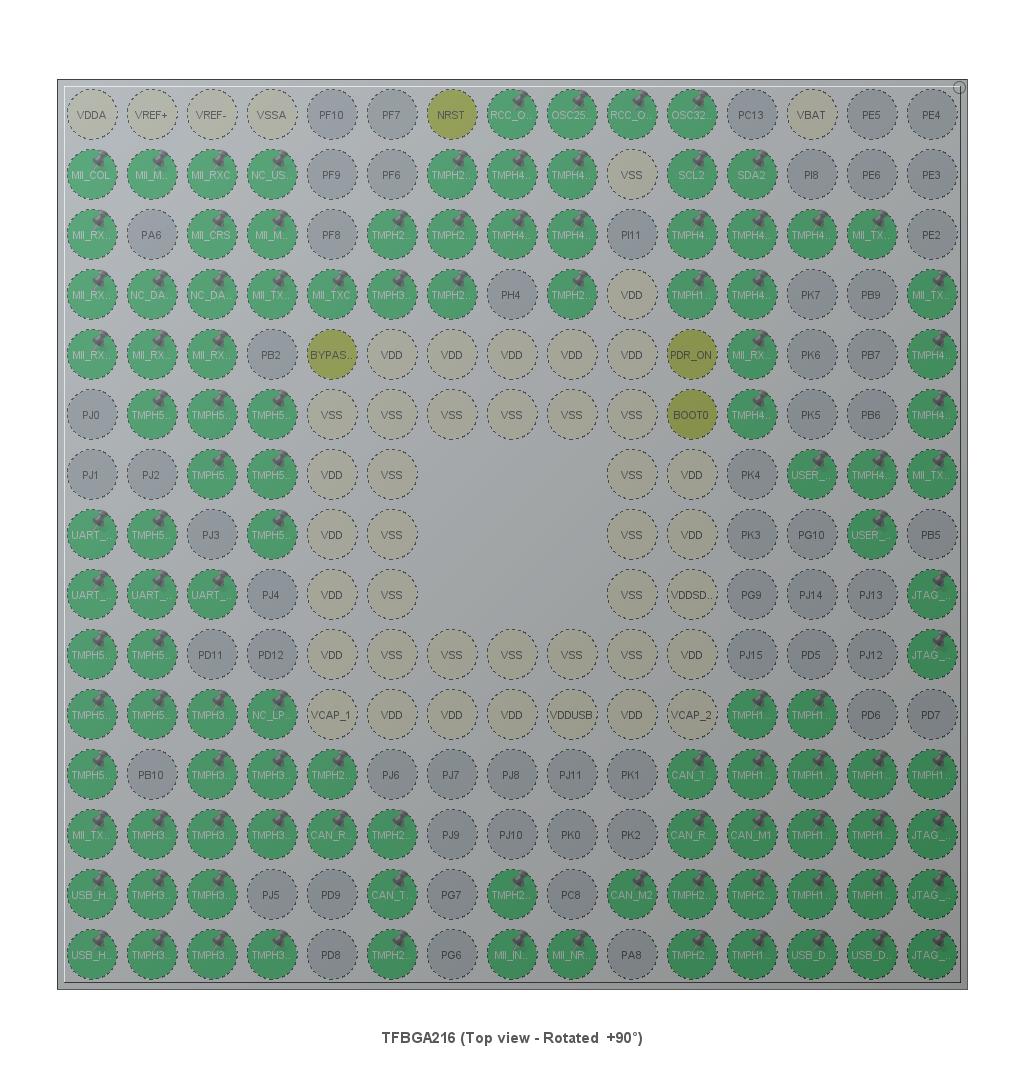 VDDA VREF+ VREF- VSSA PF10 PF7 NRST RCC_O.. OSC25.. RCC_O.. OSC32.. PC13 VBAT PE5 PE4
MII_COL MII_M.. MII_RXC NC_US.. PF9 PF6 TMPH2.. TMPH4.. TMPH4.. VSS SCL2 SDA2 PI8 PE6 PE3
MII_RX.. PA6 MII_CRS MII_M.. PF8 TMPH2.. TMPH2.. TMPH4.. TMPH4.. PI11 TMPH4.. TMPH4.. TMPH4.. MII_TX.. PE2
MII_RX.. NC_DA.. NC_DA.. MII_TX.. MII_TXC TMPH3.. TMPH2.. PH4 TMPH2.. VDD TMPH1.. TMPH4.. PK7 PB9 MII_TX..
MII_RX.. MII_RX.. MII_RX.. PB2 BYPAS.. VDD VDD VDD VDD VDD PDR_ON MII_RX.. PK6 PB7 TMPH4..
PJ0 TMPH5.. TMPH5.. TMPH5.. VSS VSS VSS VSS VSS VSS BOOT0 TMPH4.. PK5 PB6 TMPH4..
PJ1 PJ2 TMPH5.. TMPH5.. VDD VSS VSS VDD PK4 USER_.. TMPH4.. MII_TX..
UART_.. TMPH5.. PJ3 TMPH5.. VDD VSS VSS VDD PK3 PG10 USER_.. PB5
UART_.. UART_.. UART_.. PJ4 VDD VSS VSS VDDSD.. PG9 PJ14 PJ13 JTAG_..
TMPH5.. TMPH5.. PD11 PD12 VDD VSS VSS VSS VSS VSS VDD PJ15 PD5 PJ12 JTAG_..
TMPH5.. TMPH5.. TMPH3.. NC_LP.. VCAP_1 VDD VDD VDD VDDUSB VDD VCAP_2 TMPH1.. TMPH1.. PD6 PD7
TMPH5.. PB10 TMPH3.. TMPH3.. TMPH2.. PJ6 PJ7 PJ8 PJ11 PK1 CAN_T.. TMPH1.. TMPH1.. TMPH1.. TMPH1..
MII_TX.. TMPH3.. TMPH3.. TMPH3.. CAN_R.. TMPH2.. PJ9 PJ10 PK0 PK2 CAN_R.. CAN_M1 TMPH1.. TMPH1.. JTAG_..
USB_H.. TMPH3.. TMPH3.. PJ5 PD9 CAN_T.. PG7 TMPH2.. PC8 CAN_M2 TMPH2.. TMPH2.. TMPH1.. TMPH1.. JTAG_..
USB_H.. TMPH3.. TMPH3.. TMPH3.. PD8 TMPH2.. PG6 MII_IN.. MII_NR.. PA8 TMPH2.. TMPH1.. USB_D.. USB_D.. JTAG_..
TFBGA216 (Top view - Rotated +90°)